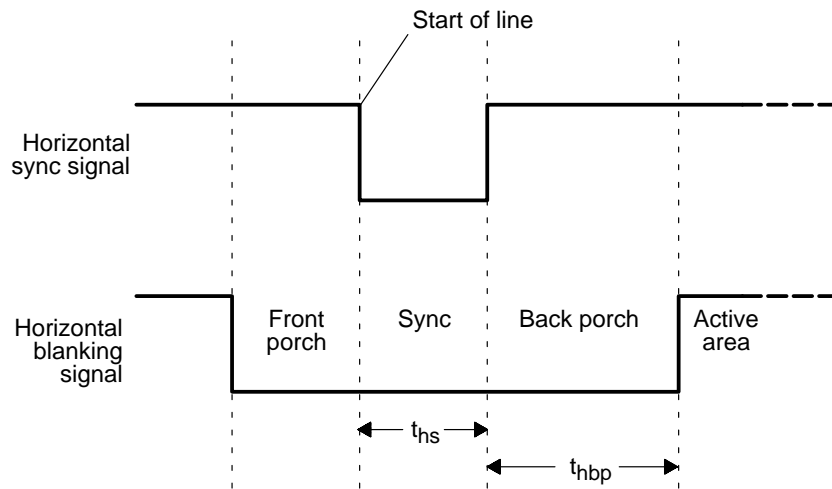 Start of line
Horizontal
sync signal
Horizontal
blanking
signal
Front
porch
Sync
Back porch
Active
area
ths
thbp